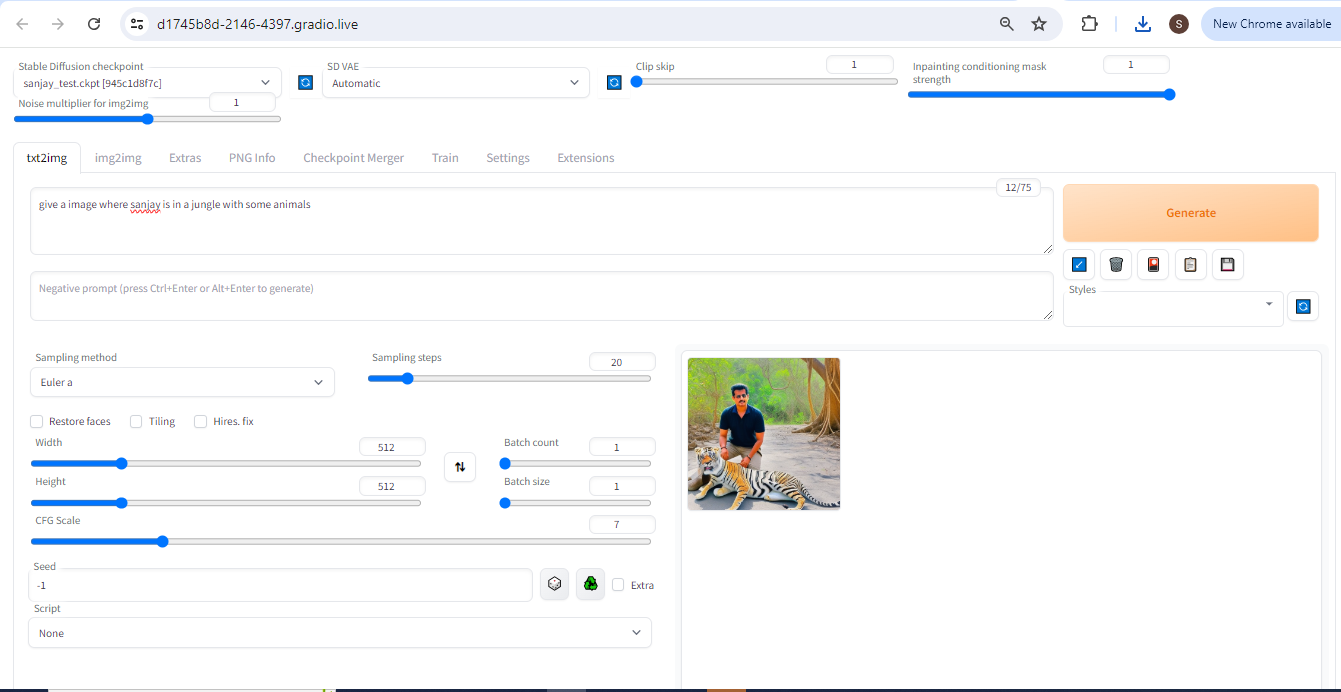 d1745b8d-2146-4397.gradio.live
S
New Chrome available
Stable Diffusion checkpoint
sanjay_test.ckpt [945c1d8f7c]
SD VAE
Automatic
Clip skip
1
Inpainting conditioning mask
strength
1
Noise multiplier for img2img
1
txt2img
img2img
Extras
PNG Info
Checkpoint Merger
Train
Settings
Extensions
12/75
give a image where sanjay is in a jungle with some animals
Generate
Negative prompt (press Ctrl+Enter or Alt+Enter to generate)
Styles
Sampling method
Euler a
Sampling steps
20
Restore faces
Tiling
Hires. fix
Width
512
Batch count
1
Height
512
Batch size
1
CFG Scale
7
Seed
-1
Extra
Script
None